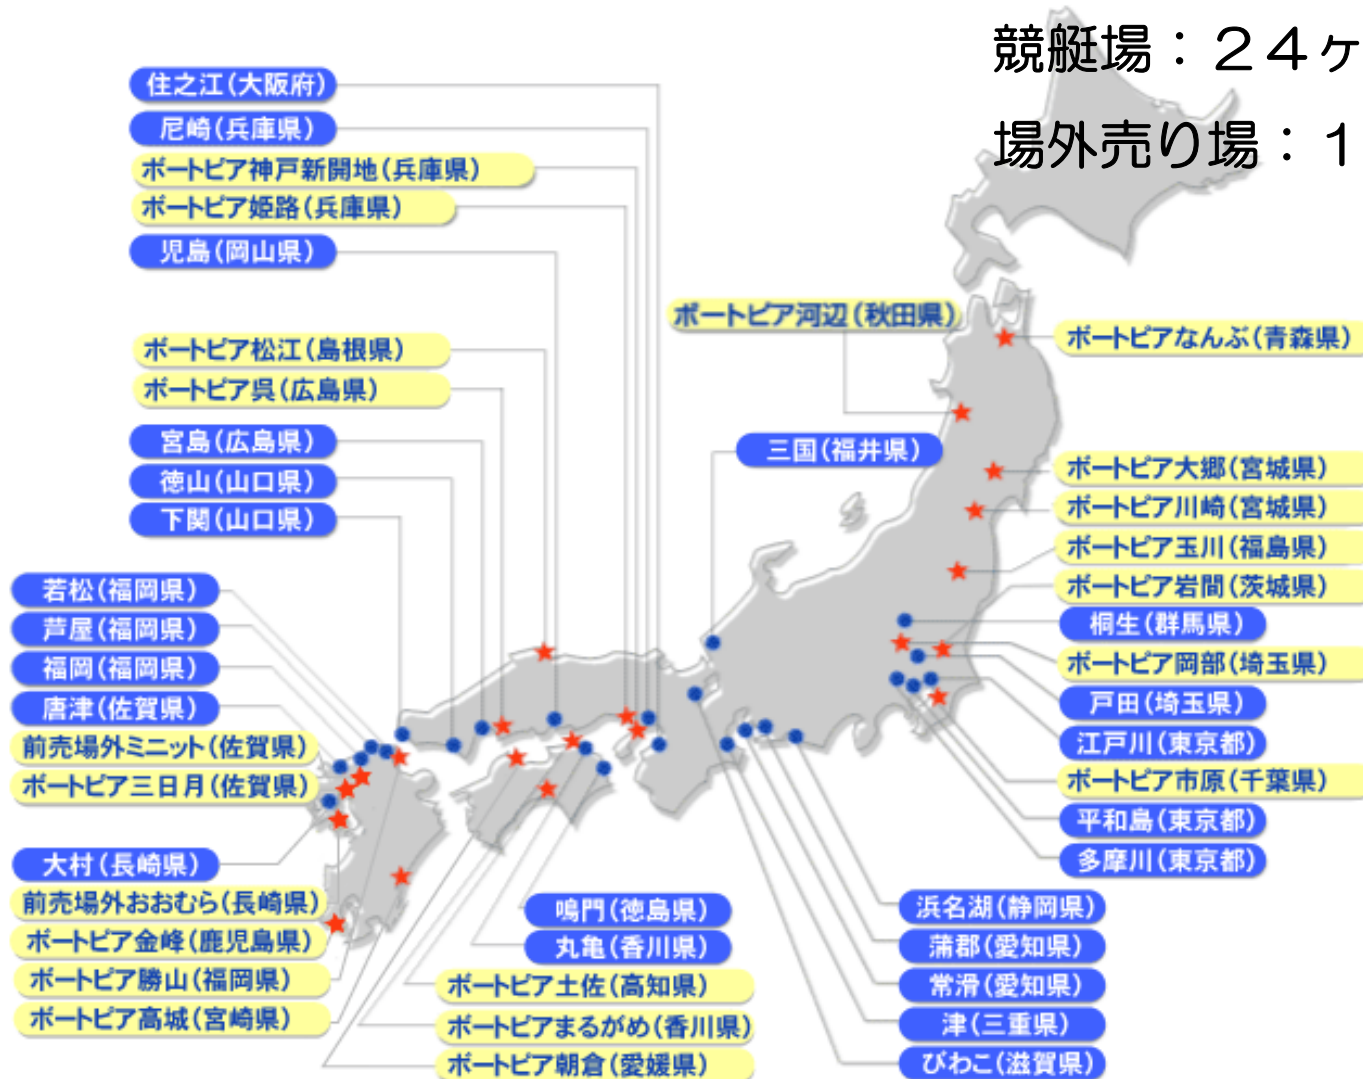 競艇場：２４ヶ
場外売り場：１
住之江(大阪府)
尼崎(兵庫県)
ボートピア神戸新開地(兵庫県)
ボートピア姫路(兵庫県)
児島(岡山県)
ボートピア松江(島根県)
ボートピア呉(広島県)
宮島(広島県)
徳山(山口県)
下関(山口県)
若松(福岡県)
芦屋(福岡県)
福岡(福岡県)
唐津(佐賀県)
前売場外ミニット(佐賀県)
ボートピア三日月(佐賀県)
大村(長崎県)
前売場外おおむら(長崎県)
ボートピア金峰(鹿児島県)
ボートピア勝山(福岡県)
ボートピア高城(宮崎県)
ボートピア河辺(秋田県)
三国(福井県)
ボートピアなんぶ(青森県)
ボートピア大郷(宮城県)
ボートピア川崎(宮城県)
ボートピア玉川(福島県)
ボートピア岩間(茨城県)
桐生(群馬県)
ボートピア岡部(埼玉県)
戸田(埼玉県)
江戸川(東京都)
ボートピア市原(千葉県)
平和島(東京都)
多摩川(東京都)
鳴門(徳島県)
丸亀(香川県)
ボートピア土佐(高知県)
ボートピアまるがめ(香川県)
ボートピア朝倉(愛媛県)
浜名湖(静岡県)
蒲郡(愛知県)
常滑(愛知県)
津(三重県)
びわこ(滋賀県)